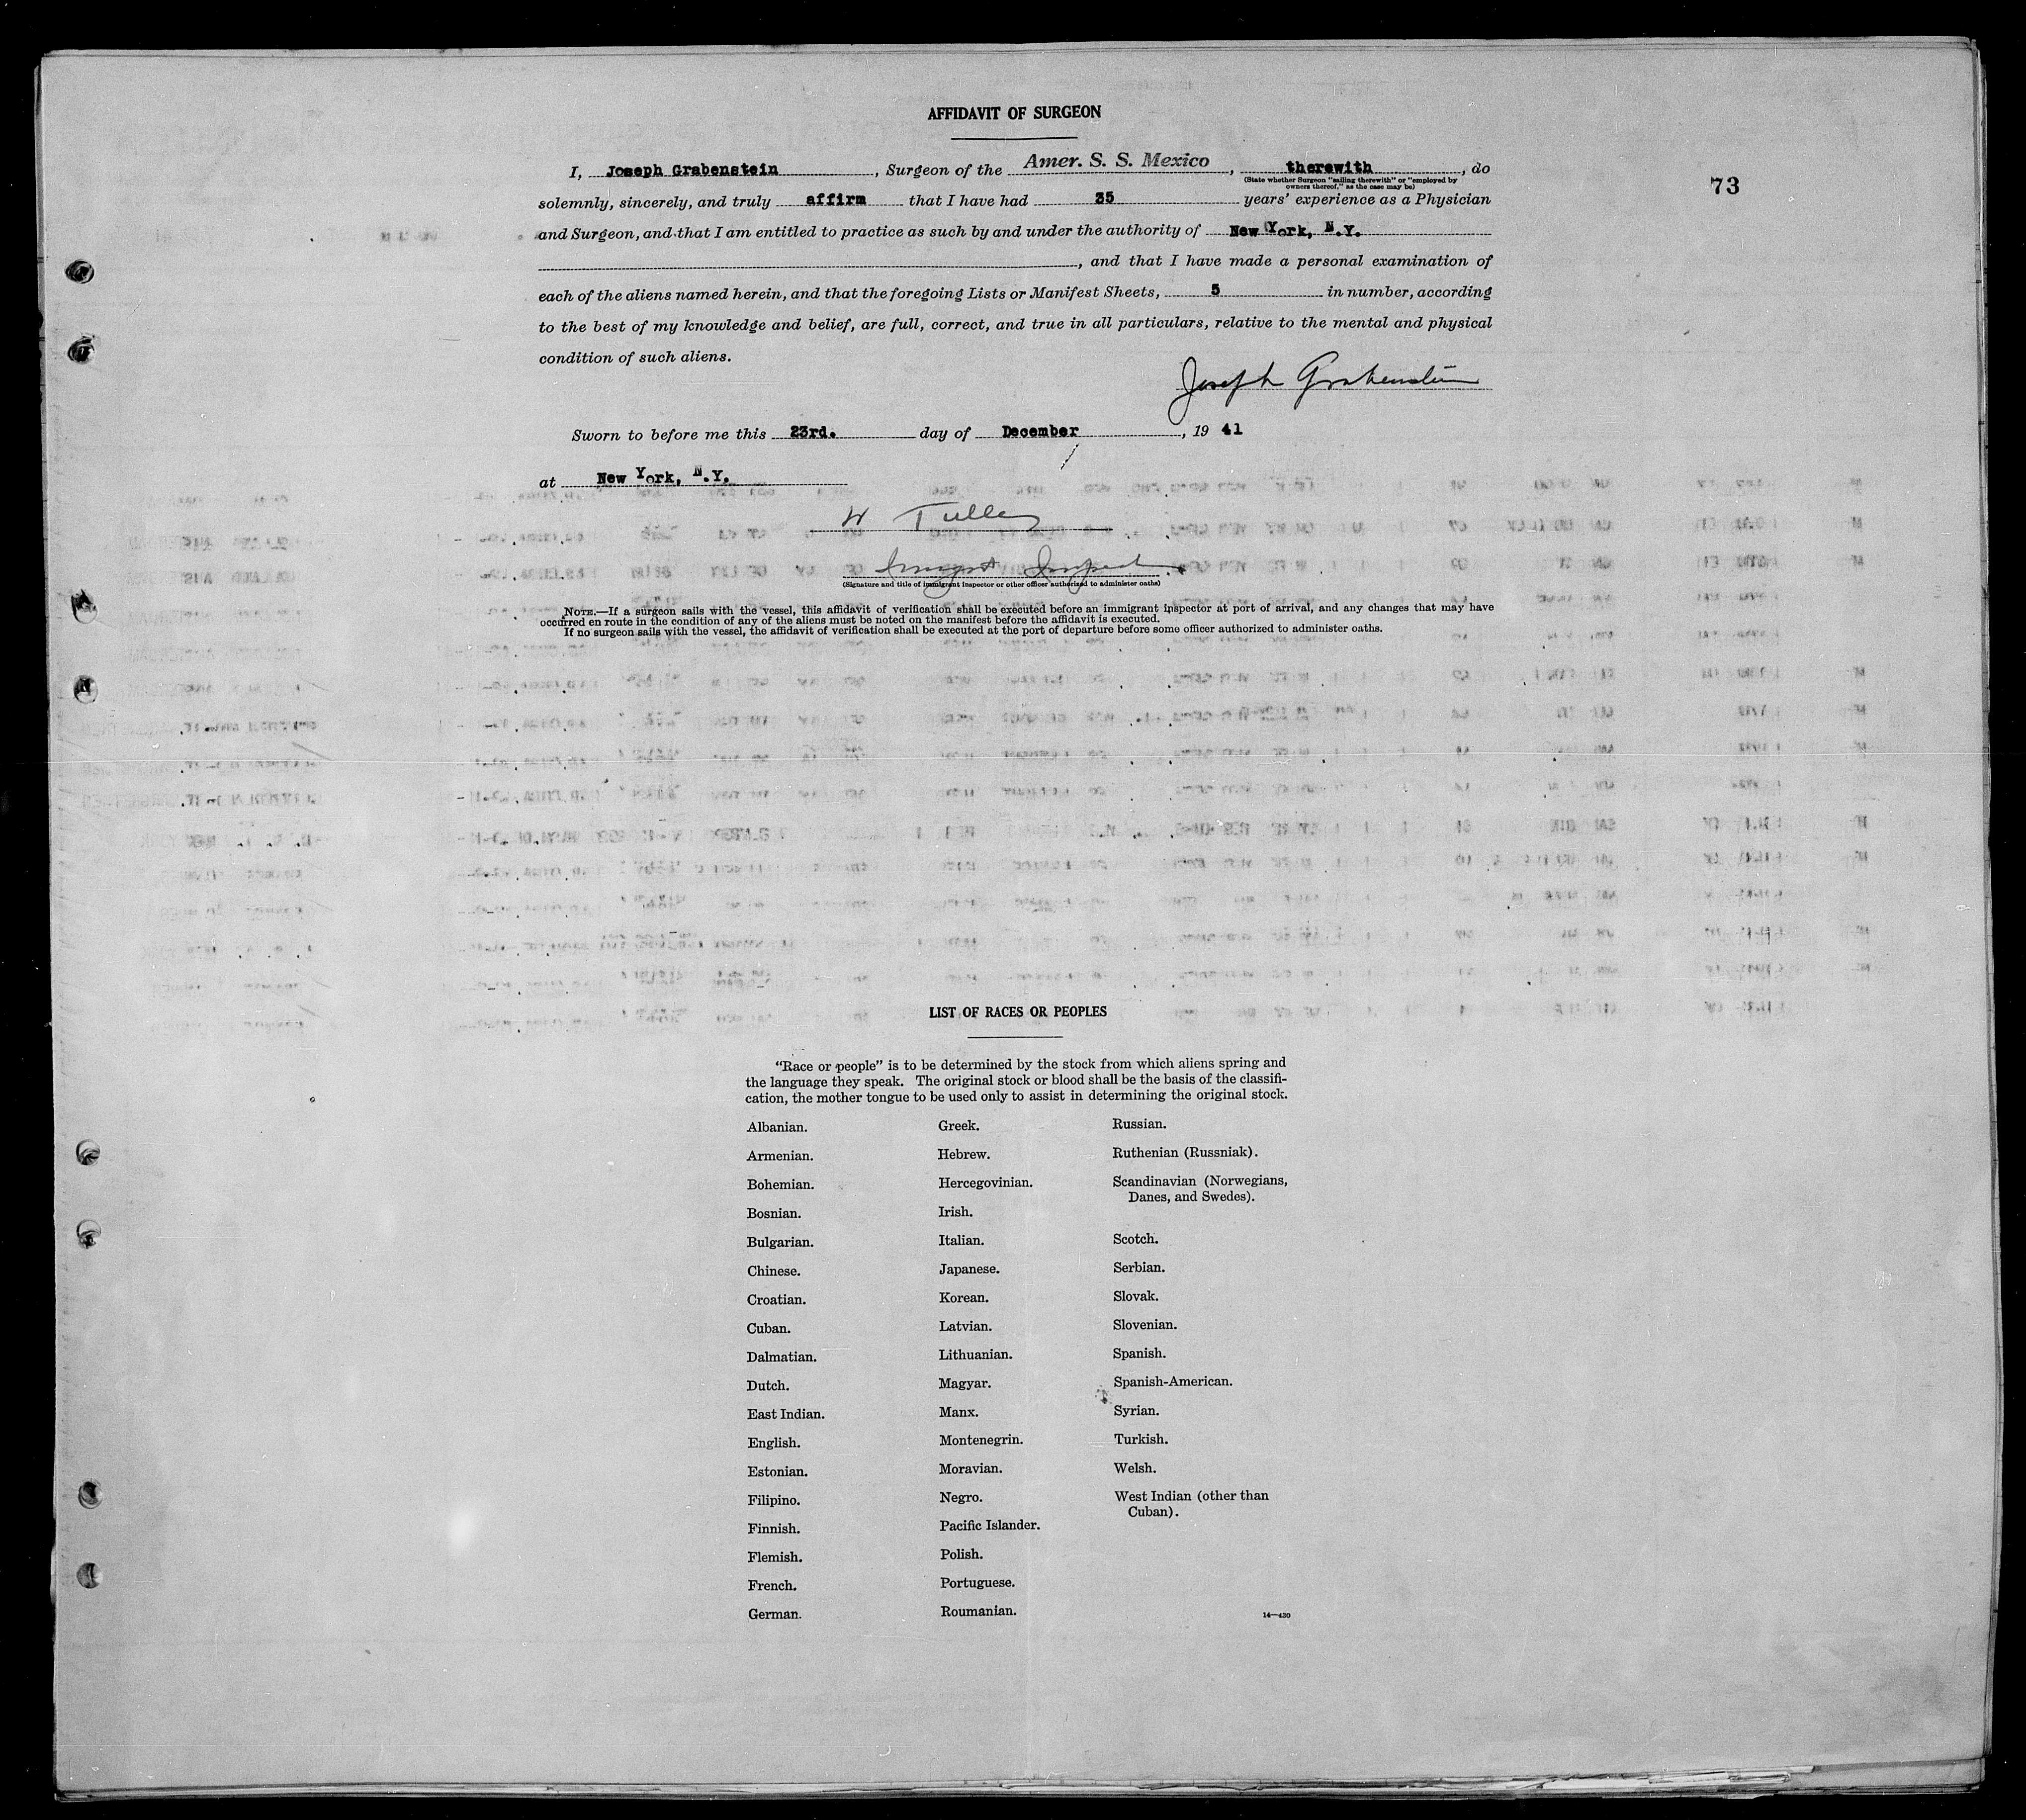 AFFIDAVIT OF SURGEON
I, Joseph Grabenstein, Surgeon of the Amer. S. S. Mexico, therewith, do
(State whether Surgeon "sailing therewith" or "employed by
owners thereof," as the case may be)
73
solemnly, sincerely, and truly affirm that I have had 35 years' experience as a Physician
and Surgeon, and that I am entitled to practice as such by and under the authority of New York, N.Y.
, and that I have made a personal examination of
each of the aliens named herein, and that the foregoing Lists or Manifest Sheets, 5 in number, according
to the best of my knowledge and belief, are full, correct, and true in all particulars, relative to the mental and physical
condition of such aliens.
Joseph Grabenstein
Sworn to before me this 23rd. day of December, 19 41
at New York, N.Y.
W Tulley
Immigrant Inspector
(Signature and title of immigrant inspector or other officer authorized to administer oaths)
NOTE.—If a surgeon sails with the vessel, this affidavit of verification shall be executed before an immigrant inspector at port of arrival, and any changes that may have
occurred en route in the condition of any of the aliens must be noted on the manifest before the affidavit is executed.
If no surgeon sails with the vessel, the affidavit of verification shall be executed at the port of departure before some officer authorized to administer oaths.
LIST OF RACES OR PEOPLES
"Race or people" is to be determined by the stock from which aliens spring and
the language they speak. The original stock or blood shall be the basis of the classifi-
cation, the mother tongue to be used only to assist in determining the original stock.
Albanian.
Armenian.
Bohemian.
Bosnian.
Bulgarian.
Chinese.
Croatian.
Cuban.
Dalmatian.
Dutch.
East Indian.
English.
Estonian.
Filipino.
Finnish.
Flemish.
French.
German.
Greek.
Hebrew.
Hercegovinian.
Irish.
Italian.
Japanese.
Korean.
Latvian.
Lithuanian.
Magyar.
Manx.
Montenegrin.
Moravian.
Negro.
Pacific Islander.
Polish.
Portuguese.
Roumanian.
Russian.
Ruthenian (Russniak).
Scandinavian (Norwegians,
Danes, and Swedes).
Scotch.
Serbian.
Slovak.
Slovenian.
Spanish.
Spanish-American.
Syrian.
Turkish.
Welsh.
West Indian (other than
Cuban).
14—430